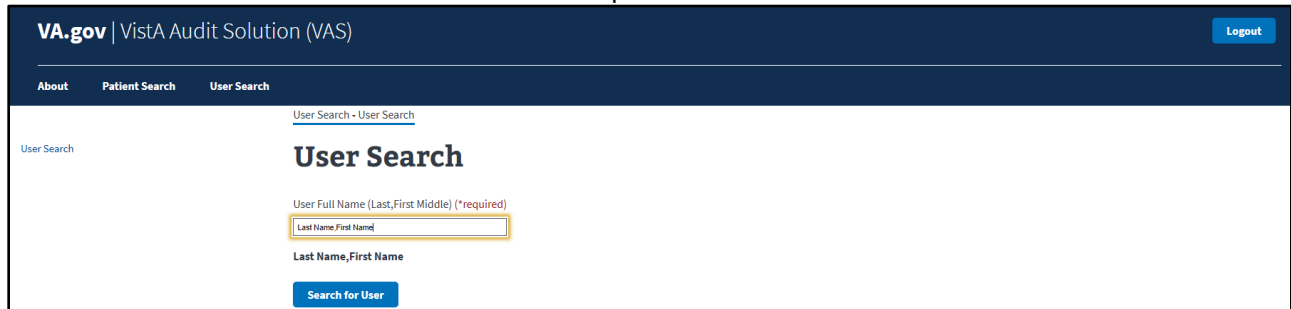 VA.gov | VistA Audit Solution (VAS)
Logout
About Patient Search User Search
User Search - User Search
User Search
User Search
User Full Name (Last,First Middle) (*required)
Last Name,First Name
Last Name,First Name
Search for User